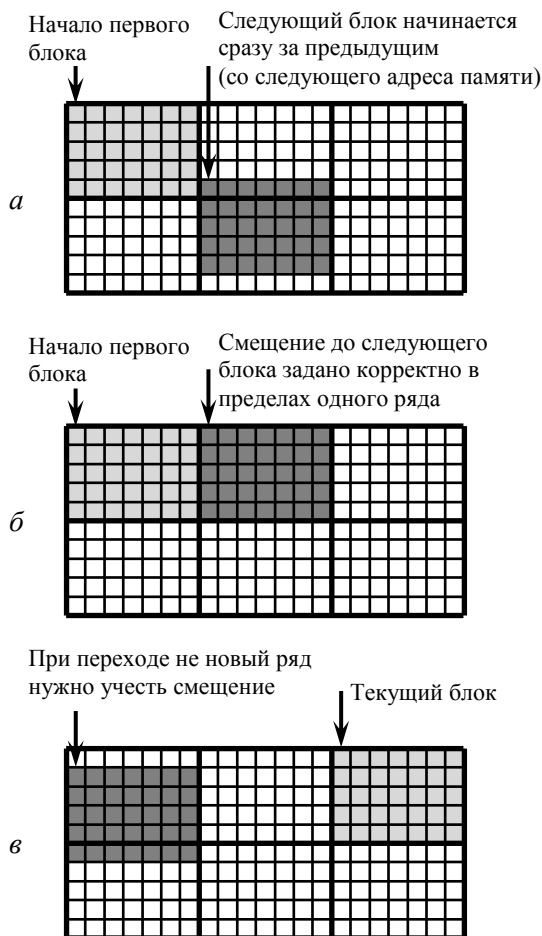 Начало первого
блока
Следующий блок начинается
сразу за предыдущим
(со следующего адреса памяти)
а
Начало первого
блока
Смещение до следующего
блока задано корректно в
пределах одного ряда
б
При переходе не новый ряд
нужно учесть смещение
Текущий блок
в